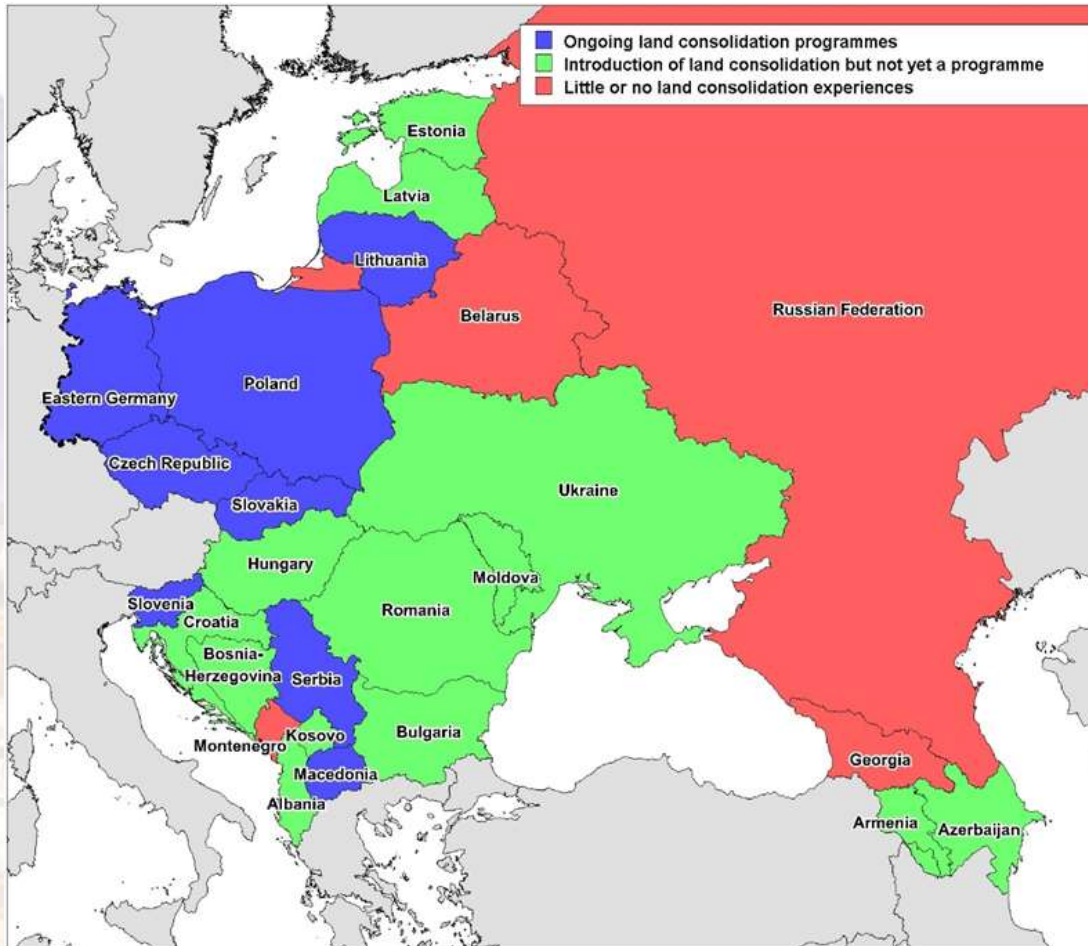 Ongoing land consolidation programmes
Introduction of land consolidation but not yet a programme
Little or no land consolidation experiences
Estonia
Latvia
Lithuania
Belarus
Russian Federation
Poland
Eastern Germany
Czech Republic
Slovakia
Ukraine
Hungary
Moldova
Slovenia
Romania
Croatia
Bosnia-
Herzegovina
Serbia
Bulgaria
Kosovo
Montenegro
Georgia
Macedonia
Albania
Armenia
Azerbaijan